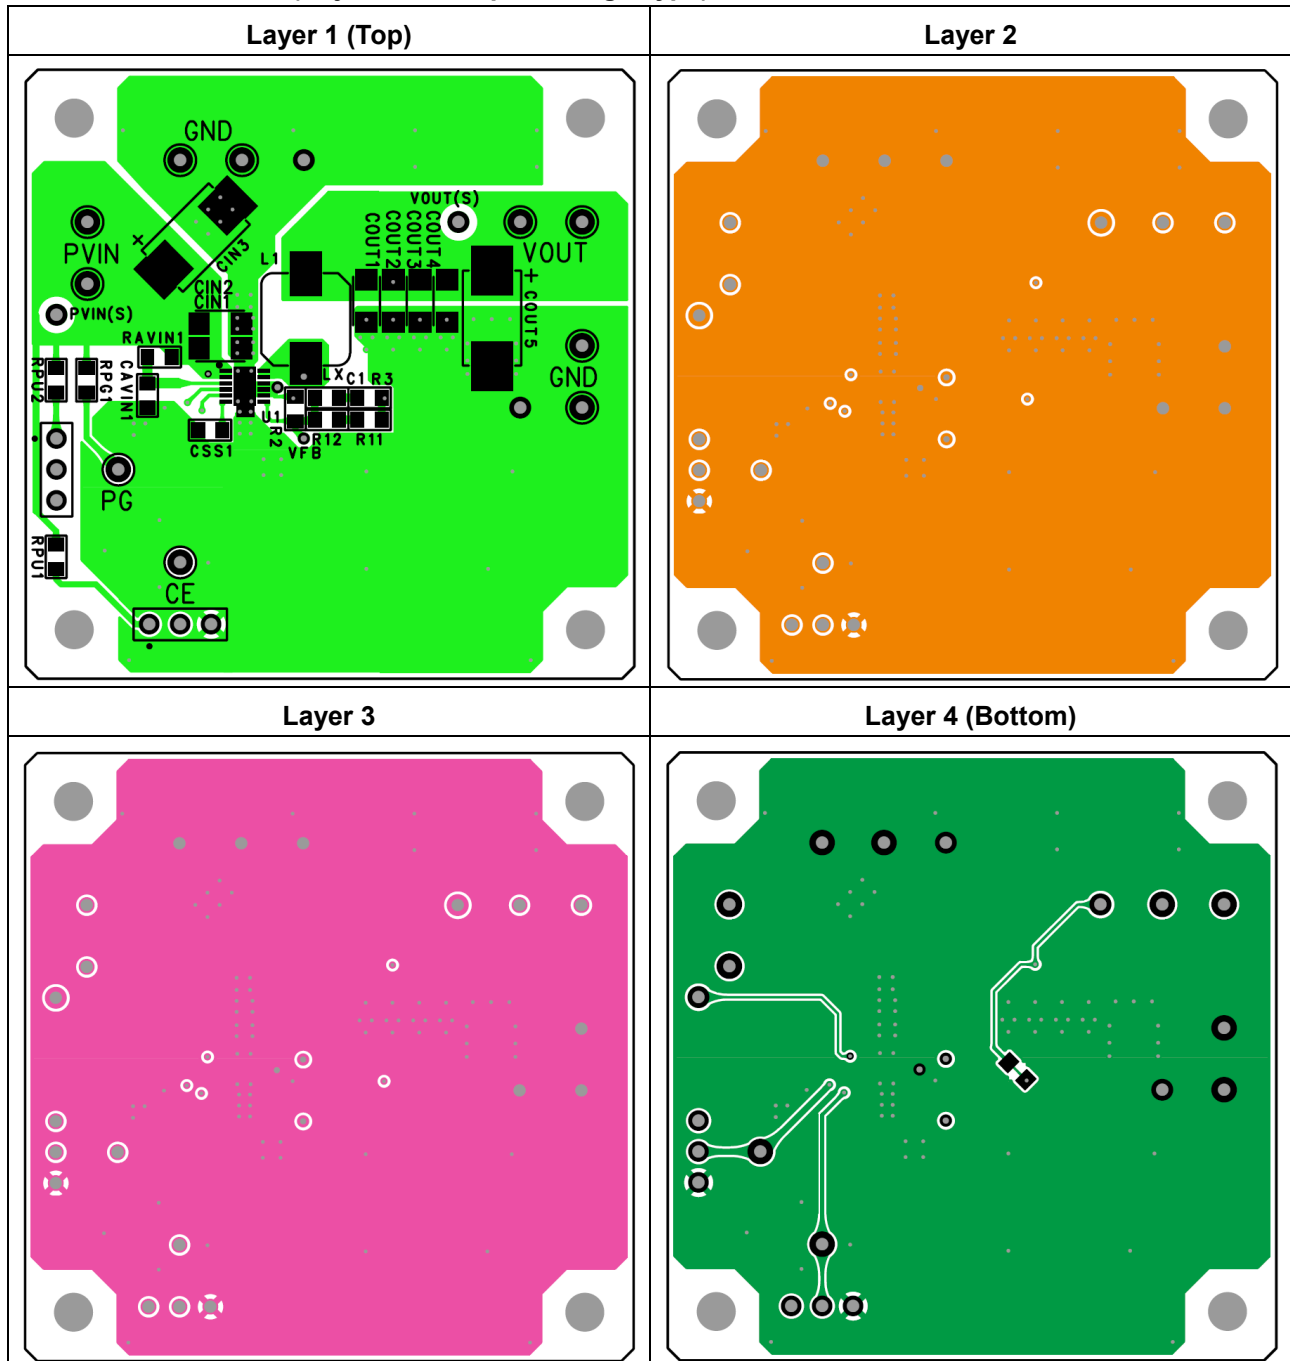 Layer 1 (Top)
Layer 2
GND
PVIN
+
CIN3
PVIN(S)
CIN2
CIN1
L1
VOUT(S)
COUT1
COUT2
COUT3
COUT4
VOUT
+
COUT5
GND
RAVIN1
RPU2
RPG1
CAVIN1
LX
C1
R3
U1
R2
R12
R11
VFB
CSS1
PG
RPU1
CE
Layer 3
Layer 4 (Bottom)